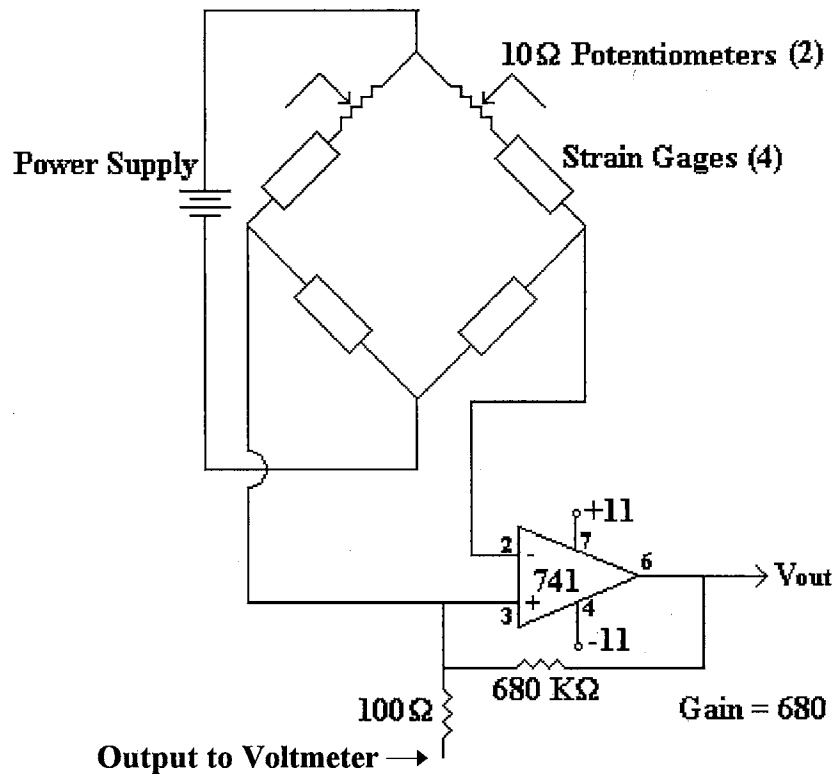 10Ω Potentiometers (2)
Power Supply
Strain Gages (4)
+11
7
2
-
6
741
Vout
+
3
4
-11
680 KΩ
100Ω
Gain = 680
Output to Voltmeter